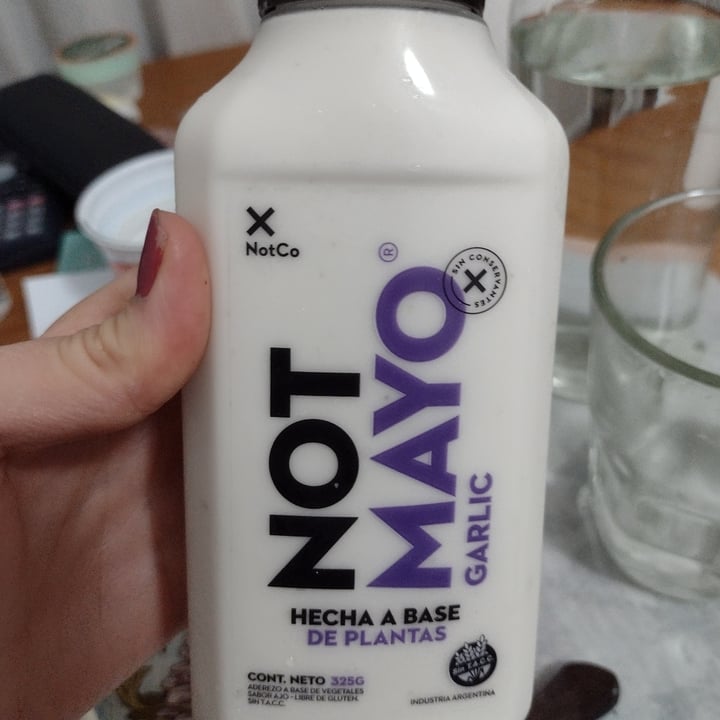 NotCo
NOT
MAYO®
GARLIC
SIN CONSERVANTES
HECHA A BASE
DE PLANTAS
CONT. NETO 325G
ADEREZO A BASE DE VEGETALES
SABOR AJO - LIBRE DE GLUTEN.
SIN T.A.C.C.
SIN T.A.C.C.
INDUSTRIA ARGENTINA